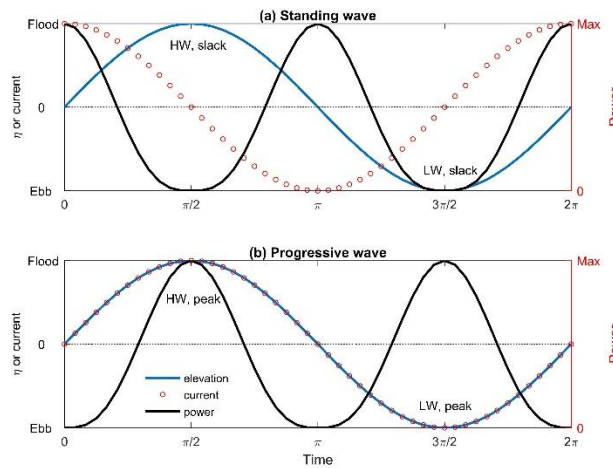 (a) Standing wave
Flood
Max
HW, slack
η or current
0
Power
LW, slack
Ebb
0
0
π/2
π
3π/2
2π
(b) Progressive wave
Flood
Max
HW, peak
η or current
0
Power
elevation
current
power
LW, peak
Ebb
0
0
π/2
π
3π/2
2π
Time